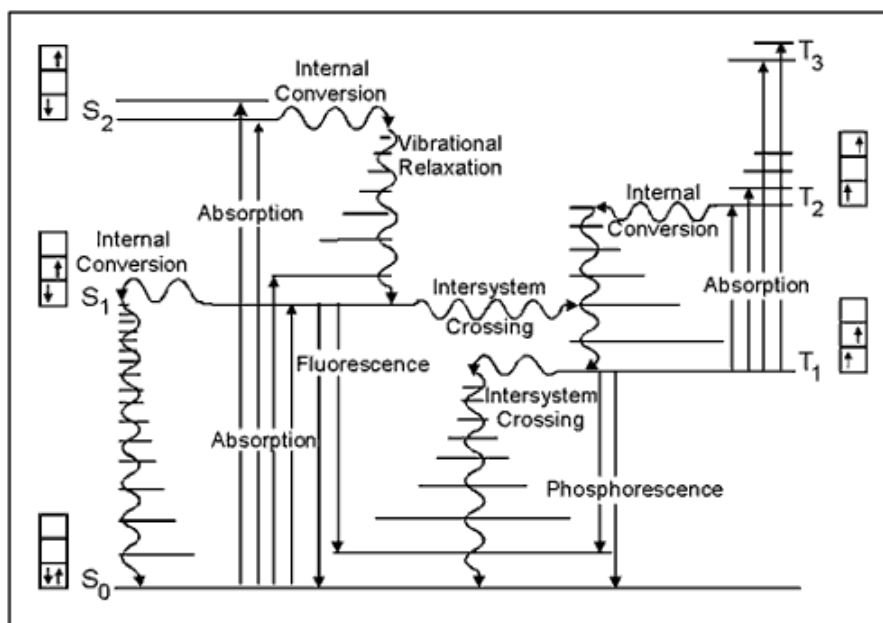 T3
Internal
Conversion
S2
Vibrational
Relaxation
Internal
Conversion
T2
Absorption
Internal
Conversion
S1
Intersystem
Crossing
Absorption
Fluorescence
T1
Intersystem
Crossing
Absorption
Phosphorescence
S0